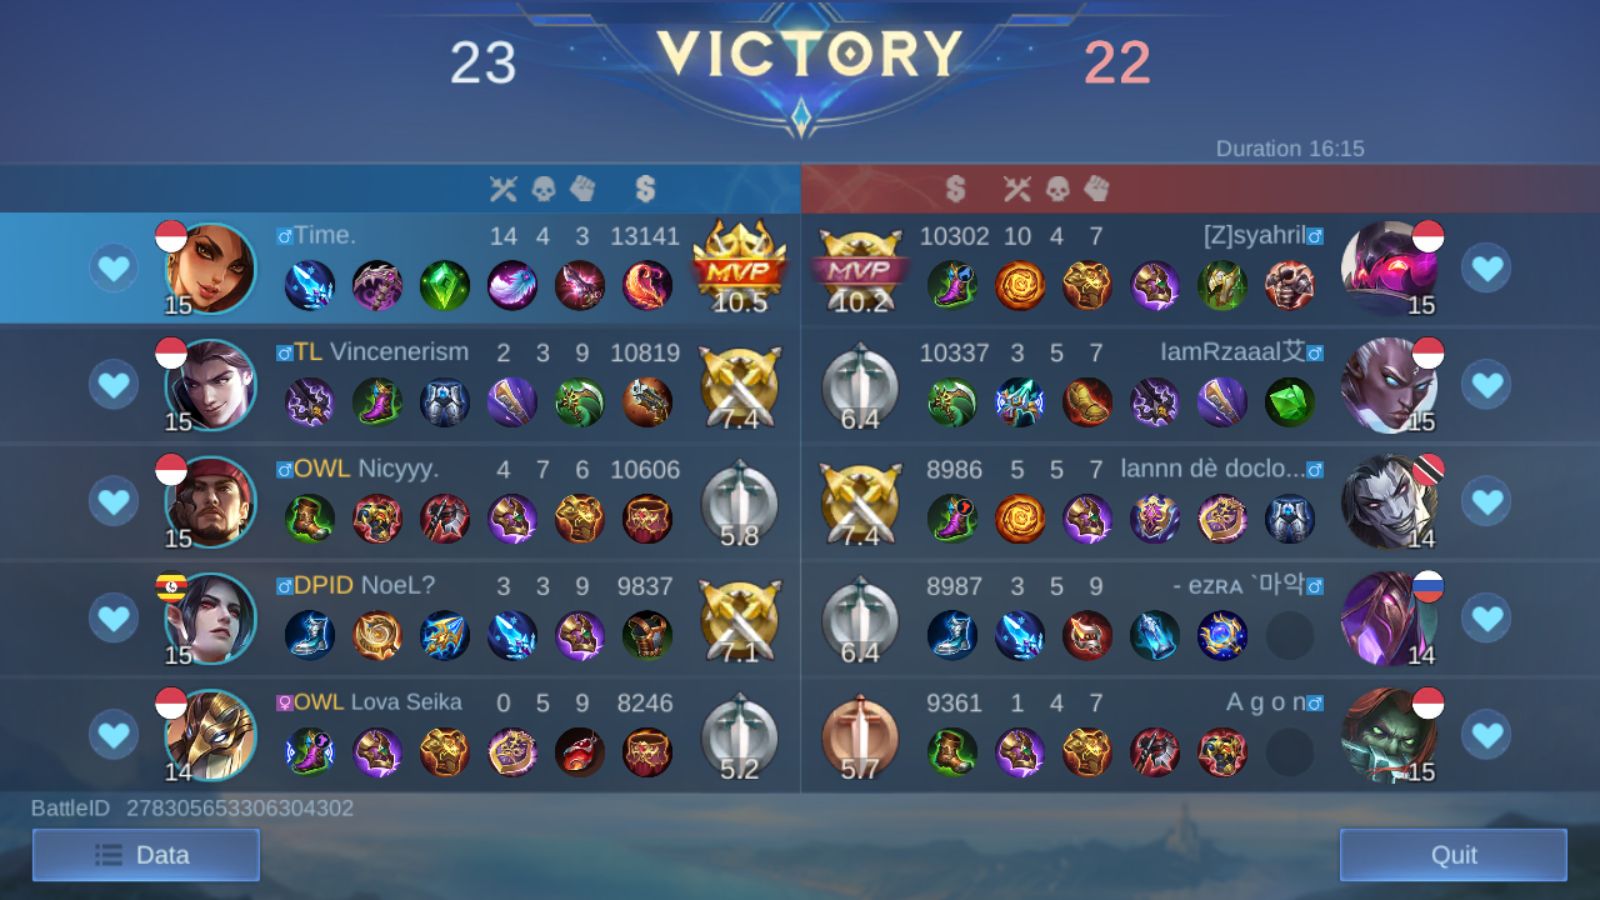 23 VICTORY 22
Duration 16:15
Time. 14 4 3 13141 MVP 10.5 15
MVP 10.2 10302 10 4 7 [Z]syahril 15
TL Vincenerism 2 3 9 10819 7.4 15
6.4 10337 3 5 7 IamRzaaal艾 15
OWL Nicyyy. 4 7 6 10606 5.8 15
7.4 8986 5 5 7 lannn dè doclo... 14
DPID NoeL? 3 3 9 9837 7.1 15
6.4 8987 3 5 9 - ᴇᴢʀᴀ `마악 14
OWL Lova Seika 0 5 9 8246 5.2 14
5.7 9361 1 4 7 A g o n 15
BattleID 278305653306304302
Data
Quit